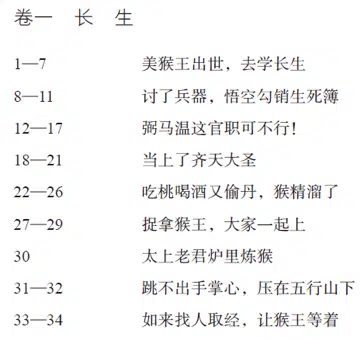 卷一 长 生
1—7 美猴王出世，去学长生
8—11 讨了兵器，悟空勾销生死簿
12—17 弼马温这官职可不行！
18—21 当上了齐天大圣
22—26 吃桃喝酒又偷丹，猴精溜了
27—29 捉拿猴王，大家一起上
30 太上老君炉里炼猴
31—32 跳不出手掌心，压在五行山下
33—34 如来找人取经，让猴王等着